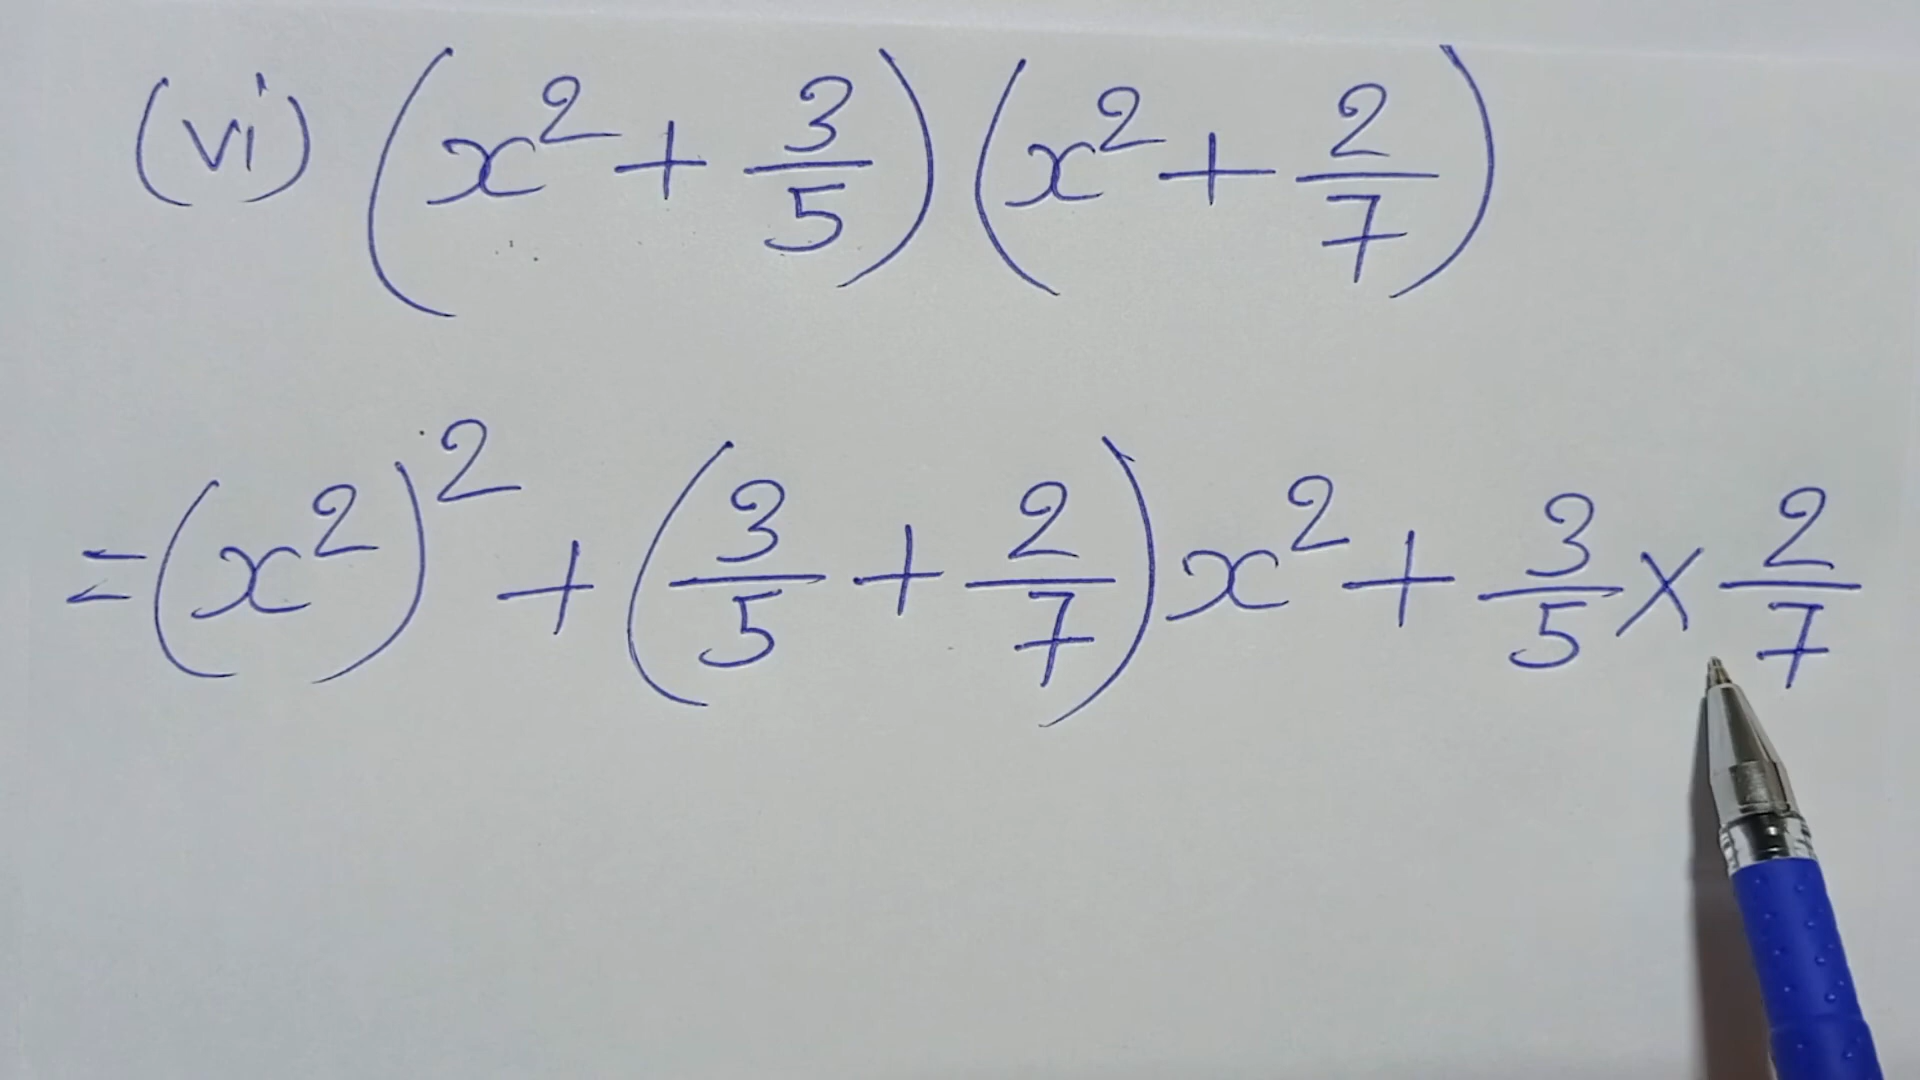 (vi) (x² + 3/5) (x² + 2/7)
= (x²)² + (3/5 + 2/7) x² + 3/5 × 2/7